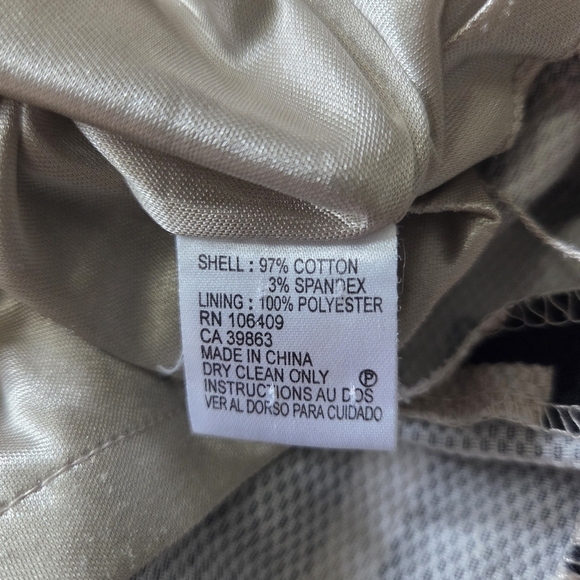 SHELL : 97% COTTON
3% SPANDEX
LINING : 100% POLYESTER
RN 106409
CA 39863
MADE IN CHINA
DRY CLEAN ONLY Ⓟ
INSTRUCTIONS AU DOS
VER AL DORSO PARA CUIDADO